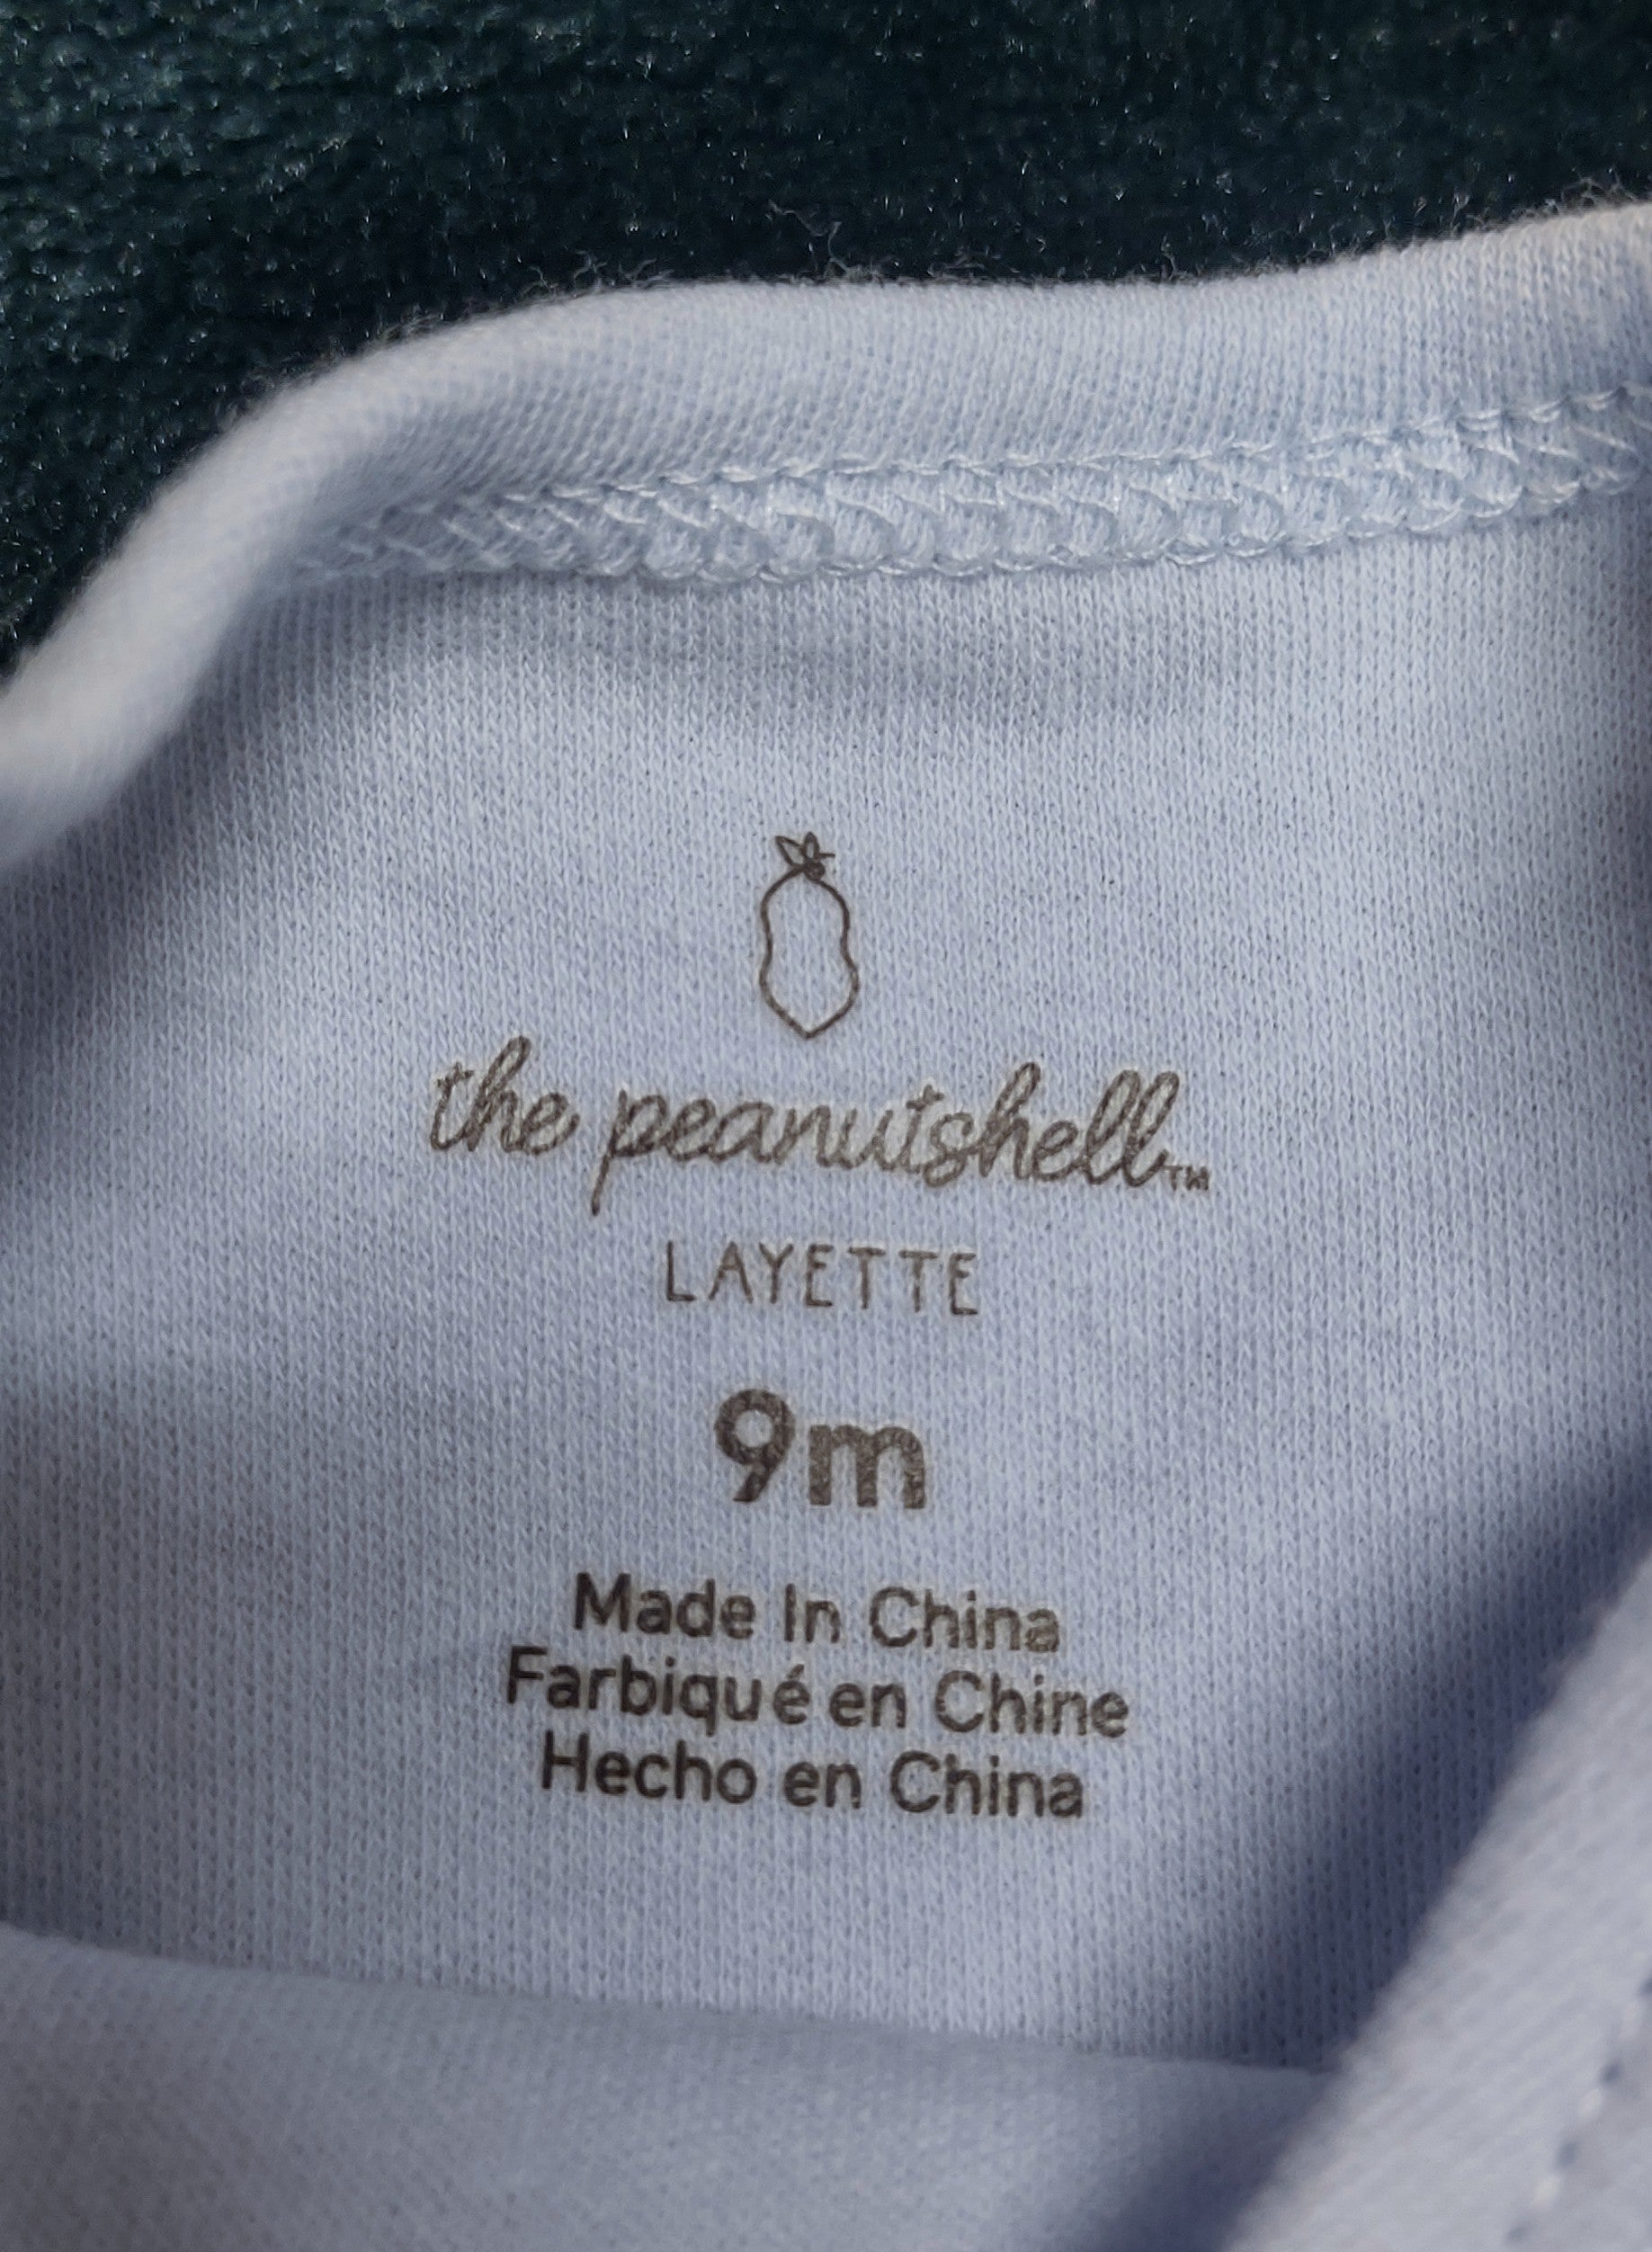 the peanutshell™
LAYETTE
9m
Made In China
Farbiqué en Chine
Hecho en China